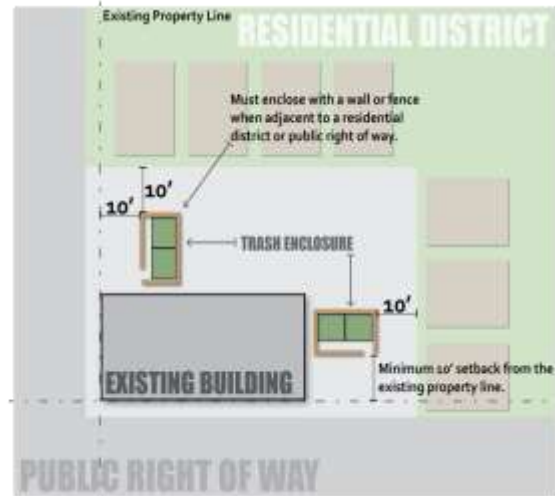 Existing Property Line
RESIDENTIAL DISTRICT
Must enclose with a wall or fence
when adjacent to a residential
district or public right of way.
10'
10'
TRASH ENCLOSURE
10'
EXISTING BUILDING
Minimum 10' setback from the
existing property line.
PUBLIC RIGHT OF WAY